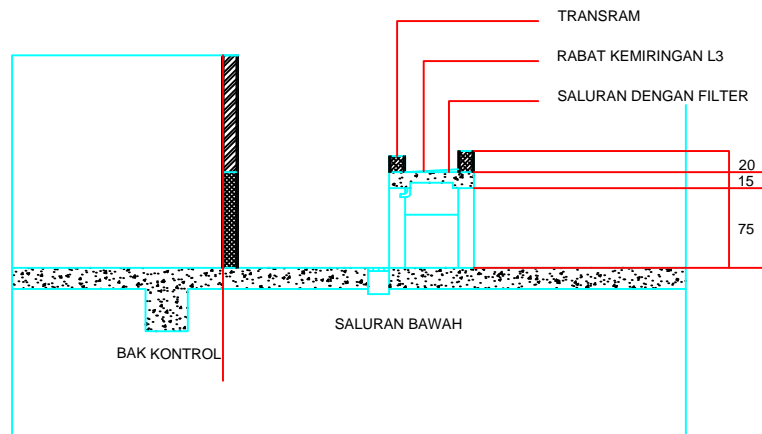 TRANSRAM
RABAT KEMIRINGAN L3
SALURAN DENGAN FILTER
20
15
75
SALURAN BAWAH
BAK KONTROL